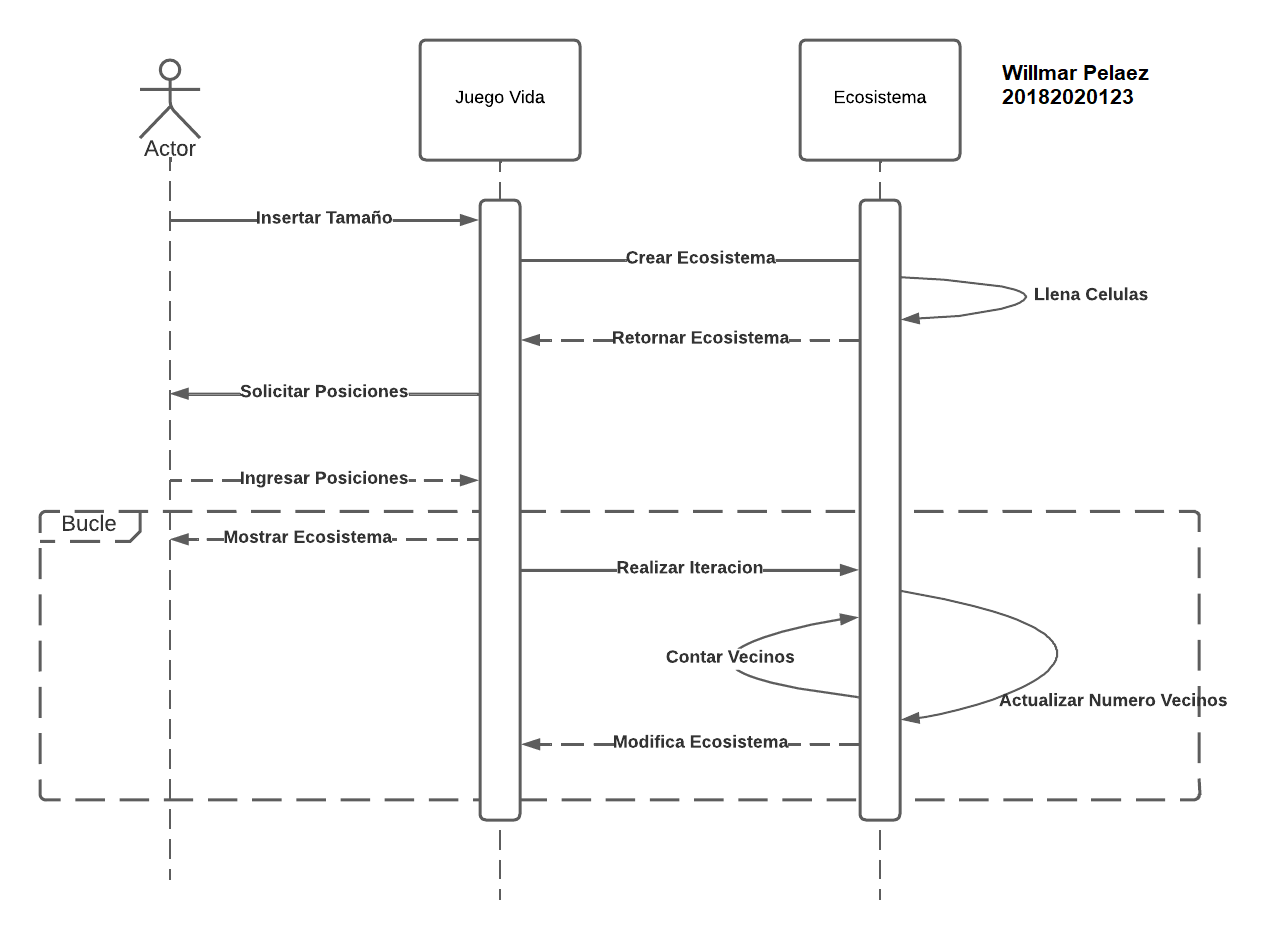 Juego Vida
Ecosistema
Willmar Pelaez
20182020123
Actor
Insertar Tamaño
Crear Ecosistema
Llena Celulas
Retornar Ecosistema
Solicitar Posiciones
Ingresar Posiciones
Bucle
Mostrar Ecosistema
Realizar Iteracion
Contar Vecinos
Actualizar Numero Vecinos
Modifica Ecosistema